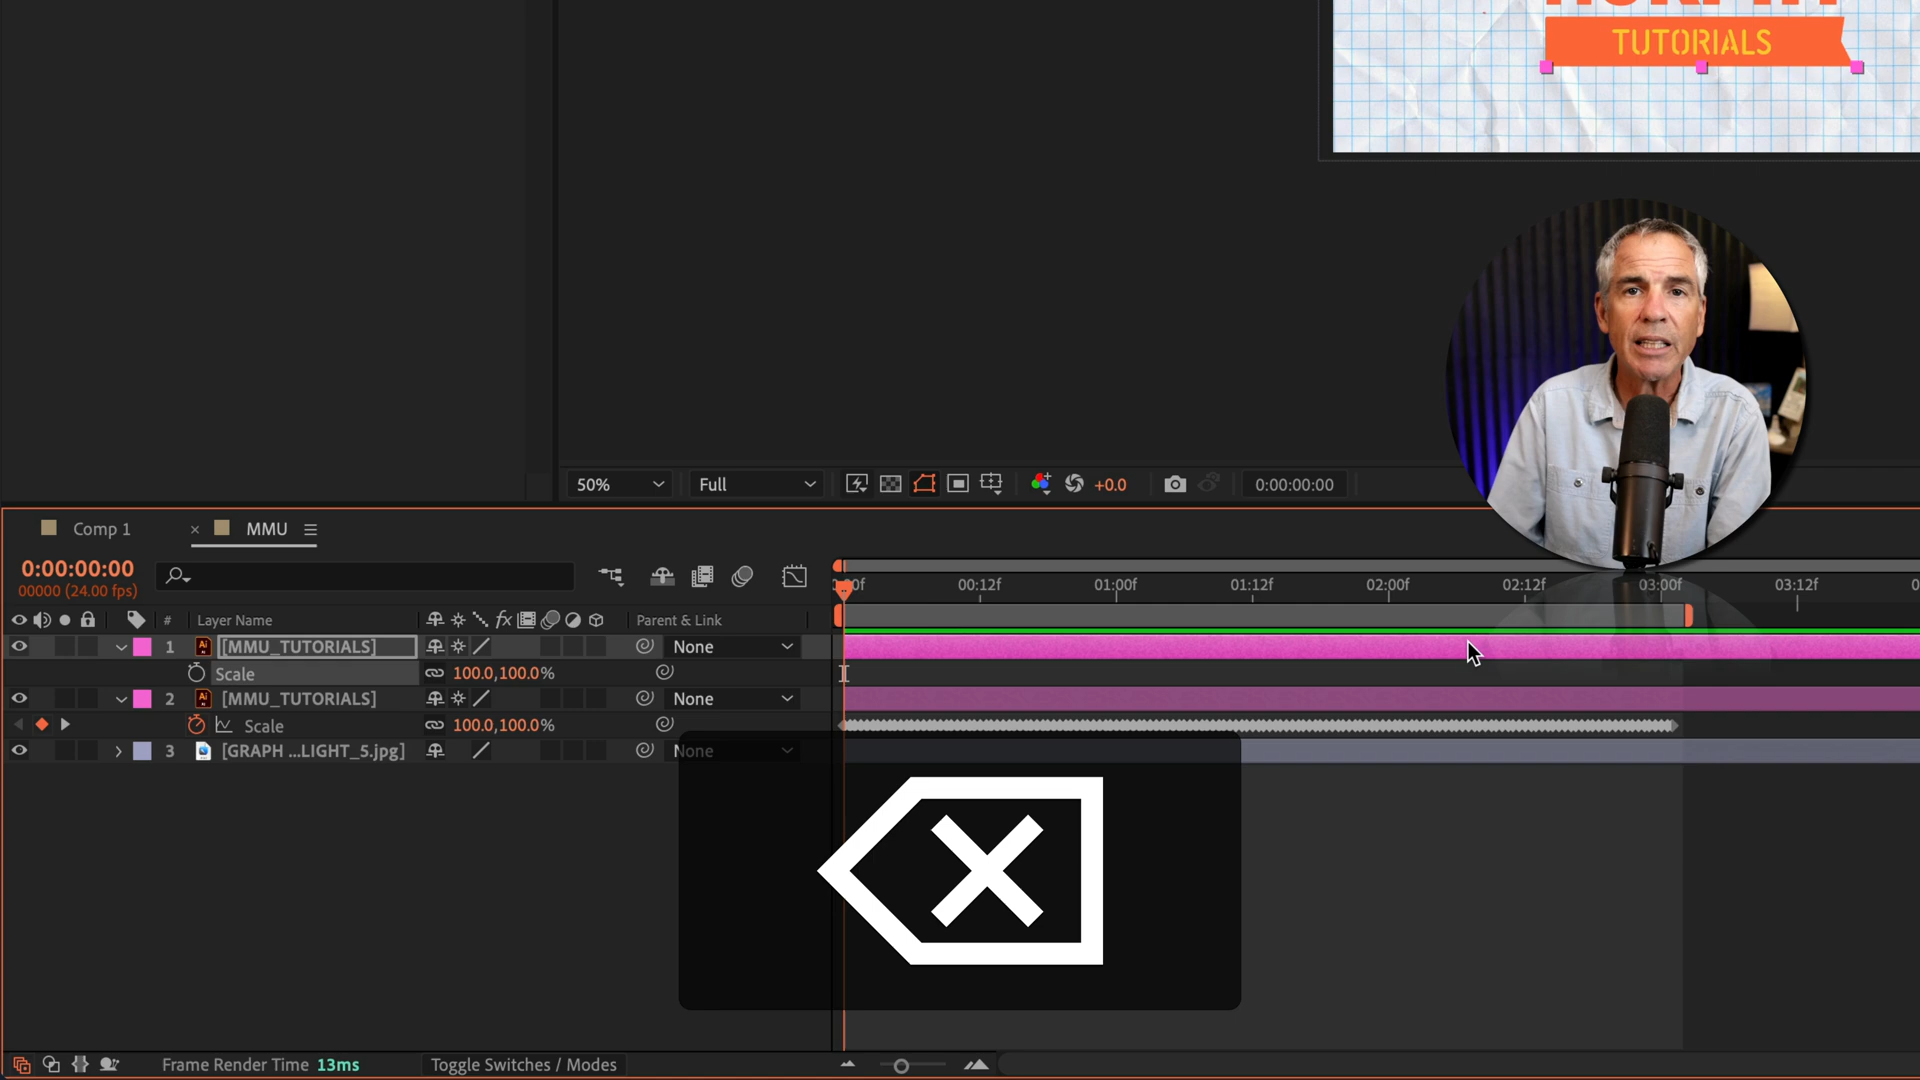 TUTORIALS
50%
Full
+0.0
0:00:00:00
Comp 1
× MMU
0:00:00:00
00000 (24.00 fps)
00:12f 01:00f 01:12f 02:00f 02:12f 03:00f 03:12f
# Layer Name
fx
Parent & Link
1 Ai [MMU_TUTORIALS] None
Scale 100.0,100.0%
2 Ai [MMU_TUTORIALS] None
Scale 100.0,100.0%
3 [GRAPH ...LIGHT_5.jpg] None
Frame Render Time 13ms
Toggle Switches / Modes